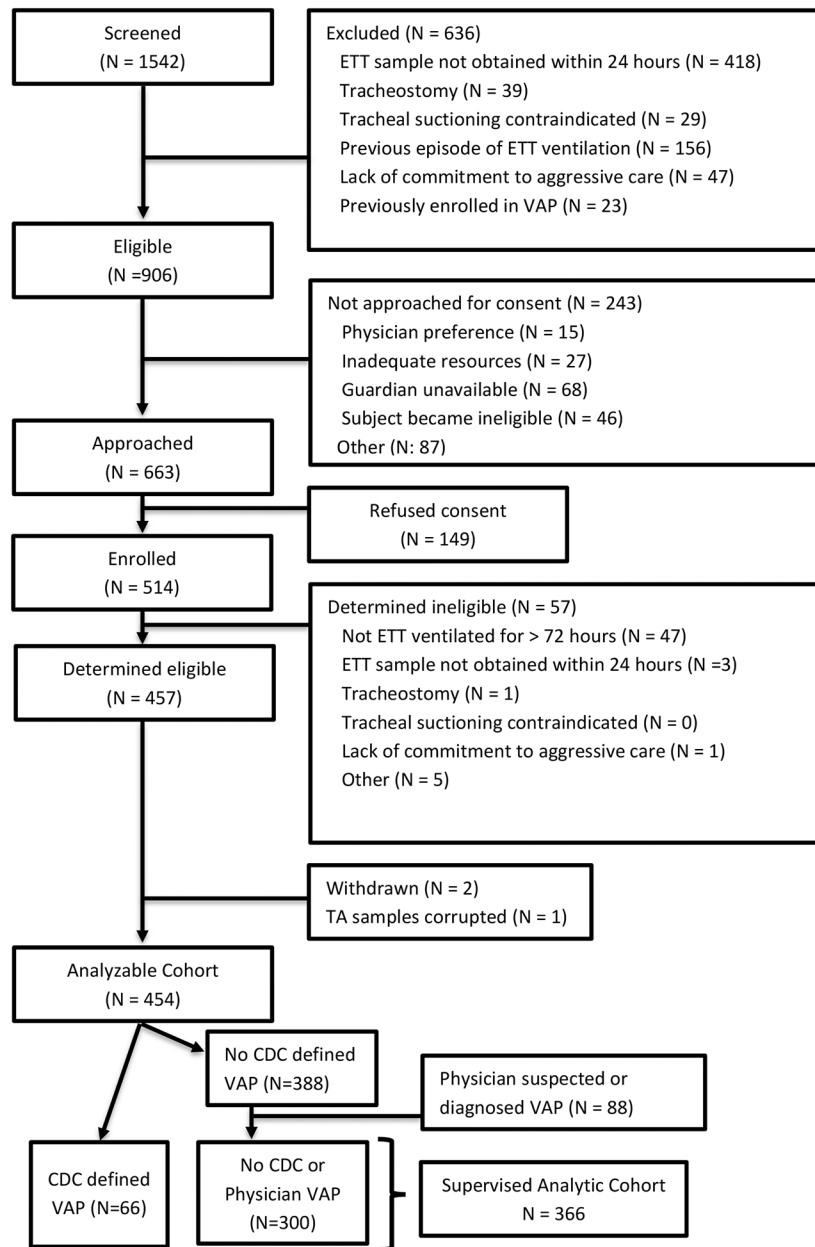 Screened
(N = 1542)
Excluded (N = 636)
ETT sample not obtained within 24 hours (N = 418)
Tracheostomy (N = 39)
Tracheal suctioning contraindicated (N = 29)
Previous episode of ETT ventilation (N = 156)
Lack of commitment to aggressive care (N = 47)
Previously enrolled in VAP (N = 23)
Eligible
(N =906)
Not approached for consent (N = 243)
Physician preference (N = 15)
Inadequate resources (N = 27)
Guardian unavailable (N = 68)
Subject became ineligible (N = 46)
Other (N: 87)
Approached
(N = 663)
Refused consent
(N = 149)
Enrolled
(N = 514)
Determined ineligible (N = 57)
Not ETT ventilated for > 72 hours (N = 47)
ETT sample not obtained within 24 hours (N =3)
Tracheostomy (N = 1)
Tracheal suctioning contraindicated (N = 0)
Lack of commitment to aggressive care (N = 1)
Other (N = 5)
Determined eligible
(N = 457)
Withdrawn (N = 2)
TA samples corrupted (N = 1)
Analyzable Cohort
(N = 454)
No CDC defined
VAP (N=388)
Physician suspected or
diagnosed VAP (N = 88)
CDC defined
VAP (N=66)
No CDC or
Physician VAP
(N=300)
Supervised Analytic Cohort
N = 366